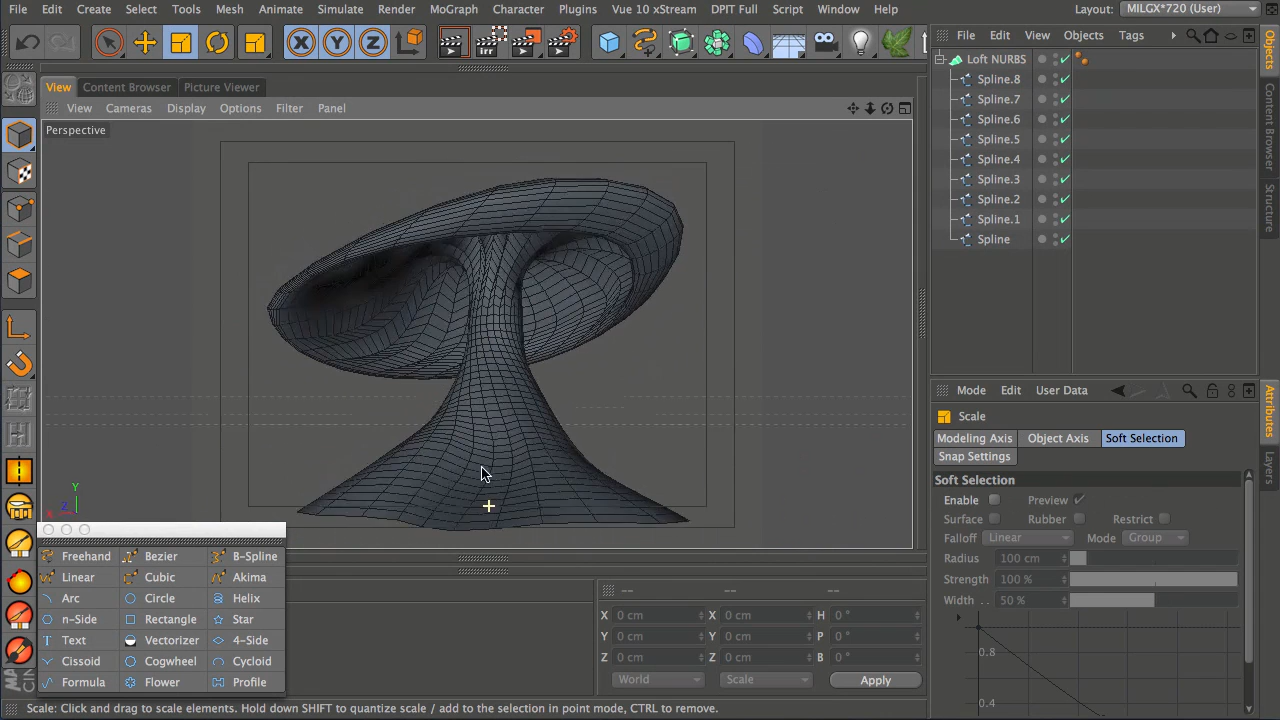 File Edit Create Select Tools Mesh Animate Simulate Render MoGraph Character Plugins Vue 10 xStream DPIT Full Script Window Help
Layout: MILGX*720 (User)
X Y Z
irr
File Edit View Objects Tags
View Content Browser Picture Viewer
View Cameras Display Options Filter Panel
Perspective
Loft NURBS
Spline.8
Spline.7
Spline.6
Spline.5
Spline.4
Spline.3
Spline.2
Spline.1
Spline
Objects
Content Browser
Structure
Mode Edit User Data
Scale
Modeling Axis Object Axis Soft Selection
Snap Settings
Soft Selection
Enable Preview
Surface Rubber Restrict
Falloff Linear Mode Group
Radius 100 cm
Strength 100 %
Width . . 50 %
0.8
0.4
Attributes
Layers
Y
Z
X
Freehand Bezier B-Spline
Linear Cubic Akima
Arc Circle Helix
n-Side Rectangle Star
Text Vectorizer 4-Side
Cissoid Cogwheel Cycloid
Formula Flower Profile
-- -- --
X 0 cm X 0 cm H 0 °
Y 0 cm Y 0 cm P 0 °
Z 0 cm Z 0 cm B 0 °
World Scale Apply
Scale: Click and drag to scale elements. Hold down SHIFT to quantize scale / add to the selection in point mode, CTRL to remove.